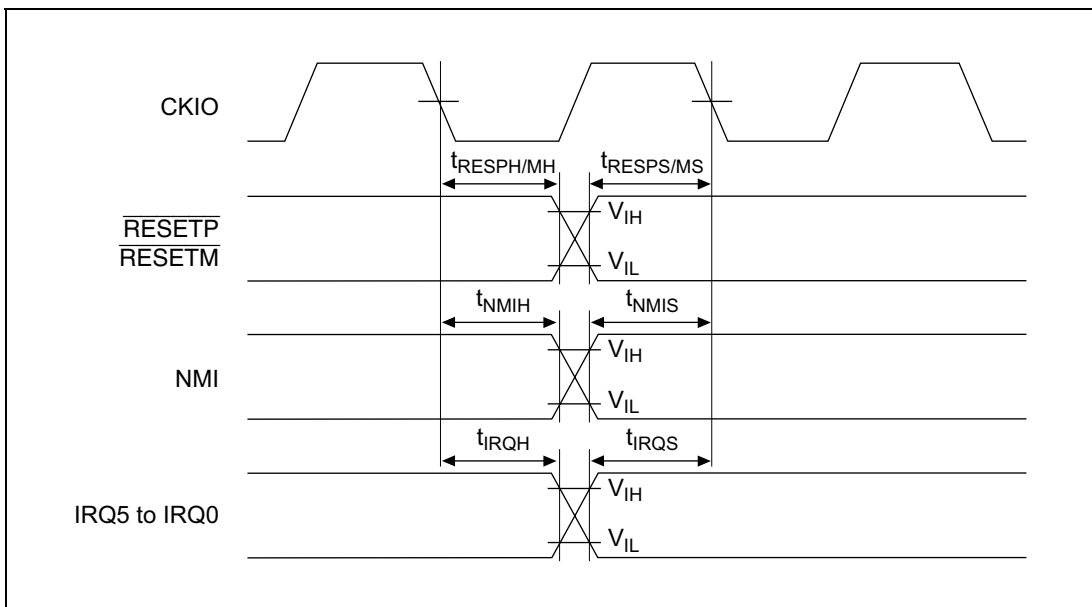 CKIO
tRESPH/MH tRESPS/MS
RESETP
RESETM
VIH
VIL
tNMIH tNMIS
NMI
VIH
VIL
tIRQH tIRQS
IRQ5 to IRQ0
VIH
VIL